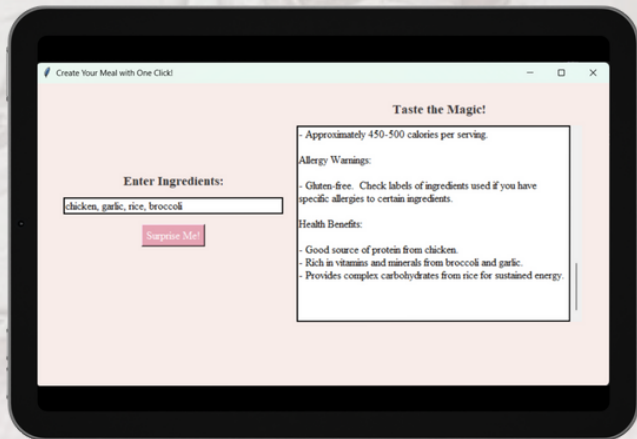 Create Your Meal with One Click!
Taste the Magic!
- Approximately 450-500 calories per serving.
Allergy Warnings:
- Gluten-free. Check labels of ingredients used if you have
specific allergies to certain ingredients.
Health Benefits:
- Good source of protein from chicken.
- Rich in vitamins and minerals from broccoli and garlic.
- Provides complex carbohydrates from rice for sustained energy.
Enter Ingredients:
chicken, garlic, rice, broccoli
Surprise Me!